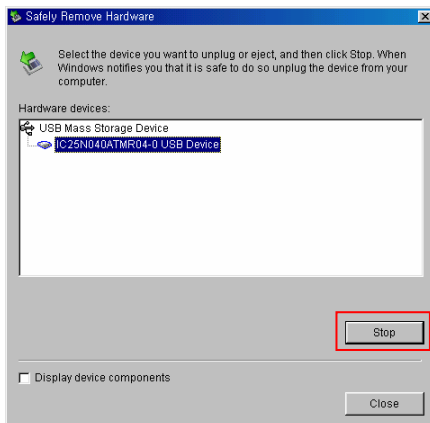 Safely Remove Hardware
Select the device you want to unplug or eject, and then click Stop. When
Windows notifies you that it is safe to do so unplug the device from your
computer.
Hardware devices:
USB Mass Storage Device
IC25N040ATMR04-0 USB Device
Stop
Display device components
Close